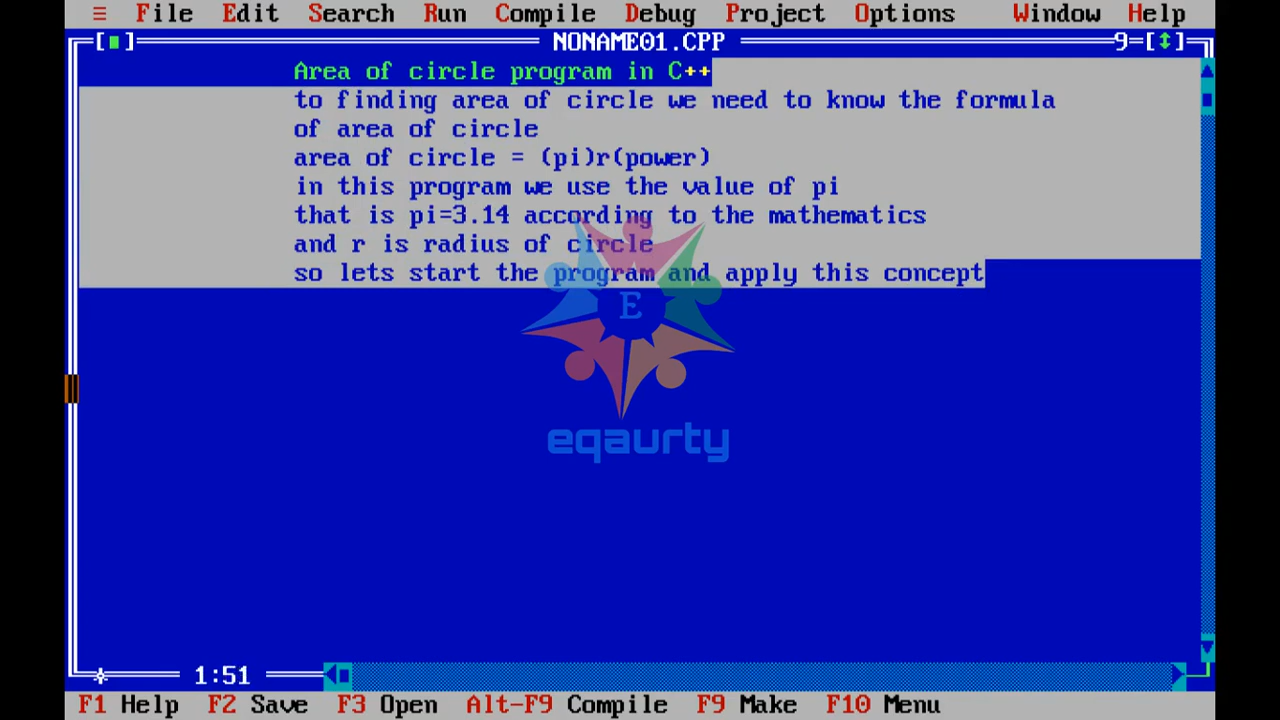 ≡ File Edit Search Run Compile Debug Project Options Window Help
[■] NONAME01.CPP 9=[↕]
Area of circle program in C++
to finding area of circle we need to know the formula
of area of circle
area of circle = (pi)r(power)
in this program we use the value of pi
that is pi=3.14 according to the mathematics
and r is radius of circle
so lets start the program and apply this concept
E
eqaurty
1:51
F1 Help F2 Save F3 Open Alt-F9 Compile F9 Make F10 Menu